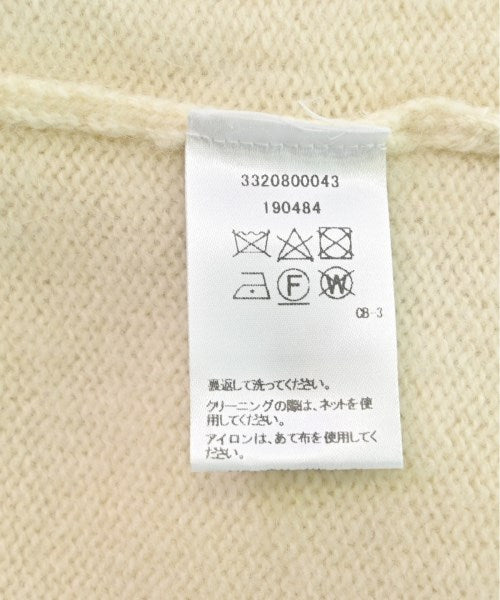 3320800043
190484
F
W
CB-3
裏返して洗ってください。
クリーニングの際は、ネットを使
用してください。
アイロンは、あて布を使用してく
ださい。